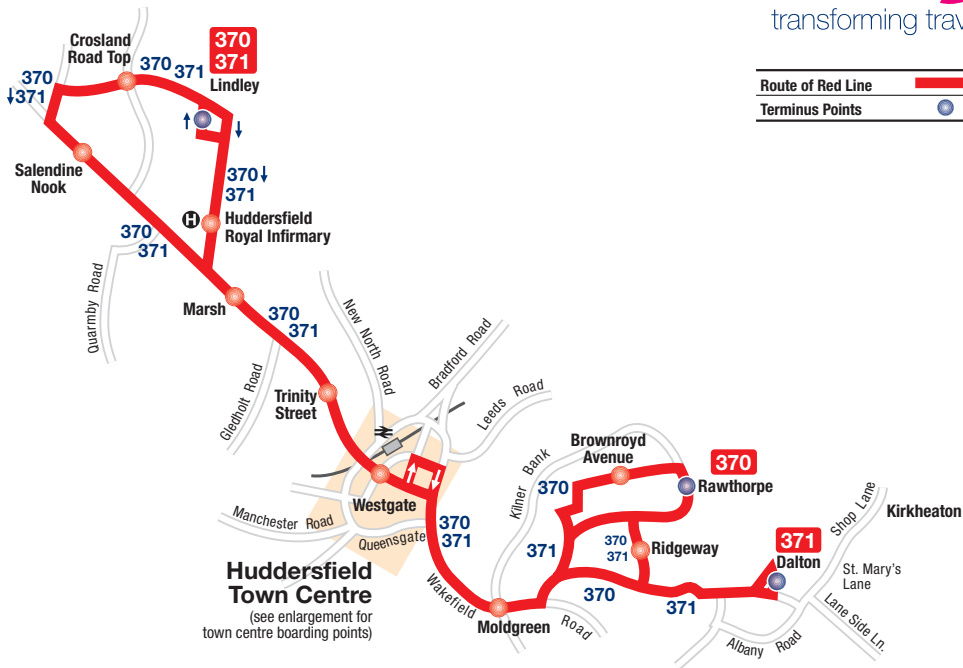 transforming trav
Route of Red Line
Terminus Points
Crosland
Road Top
370
371
Lindley
370
371
370
371
Salendine
Nook
370
371
Huddersfield
Royal Infirmary
H
370
371
Quarmby Road
Marsh
370
371
New North Road
Bradford Road
Gledholt Road
Trinity
Street
Leeds Road
Westgate
Manchester Road
Queensgate
370
371
Huddersfield
Town Centre
(see enlargement for
town centre boarding points)
Wakefield
Road
Moldgreen
Kilner Bank
Brownroyd
Avenue
370
370
Rawthorpe
371
370
371
Ridgeway
370
371
371
Dalton
Shop Lane
Kirkheaton
St. Mary's
Lane
Lane Side Ln.
Albany Road